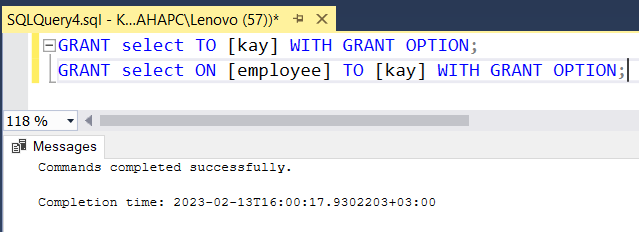 SQLQuery4.sql - K...AHAPC\Lenovo (57))*
GRANT select TO [kay] WITH GRANT OPTION;
GRANT select ON [employee] TO [kay] WITH GRANT OPTION;
118 %
Messages
Commands completed successfully.
Completion time: 2023-02-13T16:00:17.9302203+03:00